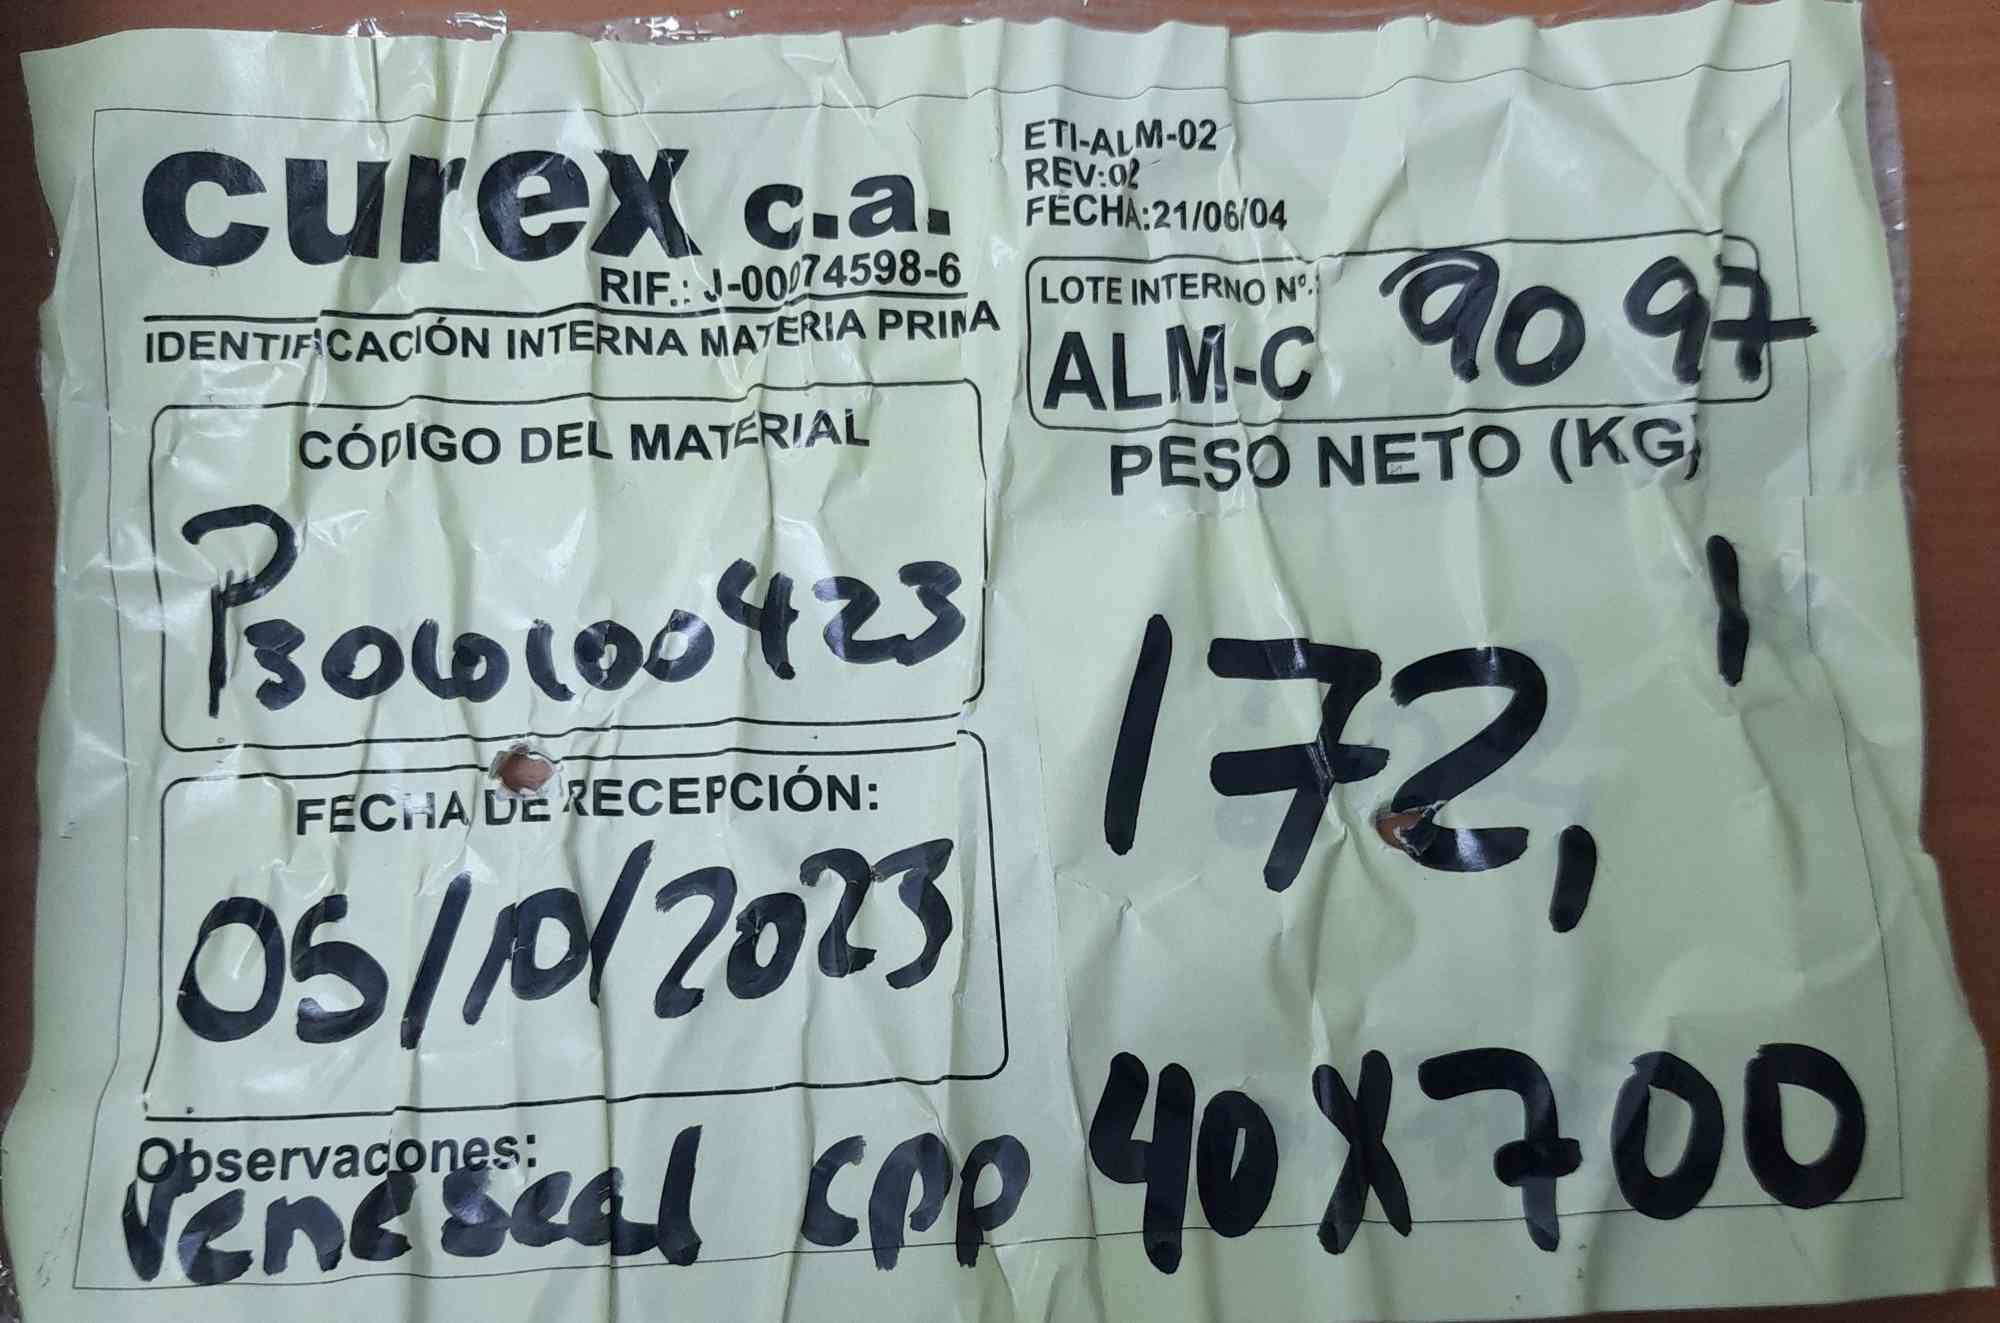 curex c.a.
RIF.: J-00074598-6
IDENTIFICACIÓN INTERNA MATERIA PRIMA
ETI-ALM-02
REV:02
FECHA:21/06/04
LOTE INTERNO Nº.:
ALM-C 9097
CÓDIGO DEL MATERIAL
P306100423
PESO NETO (KG)
172,1
FECHA DE RECEPCIÓN:
05/10/2023
Observaciones:
Veneseal CPP 40X700